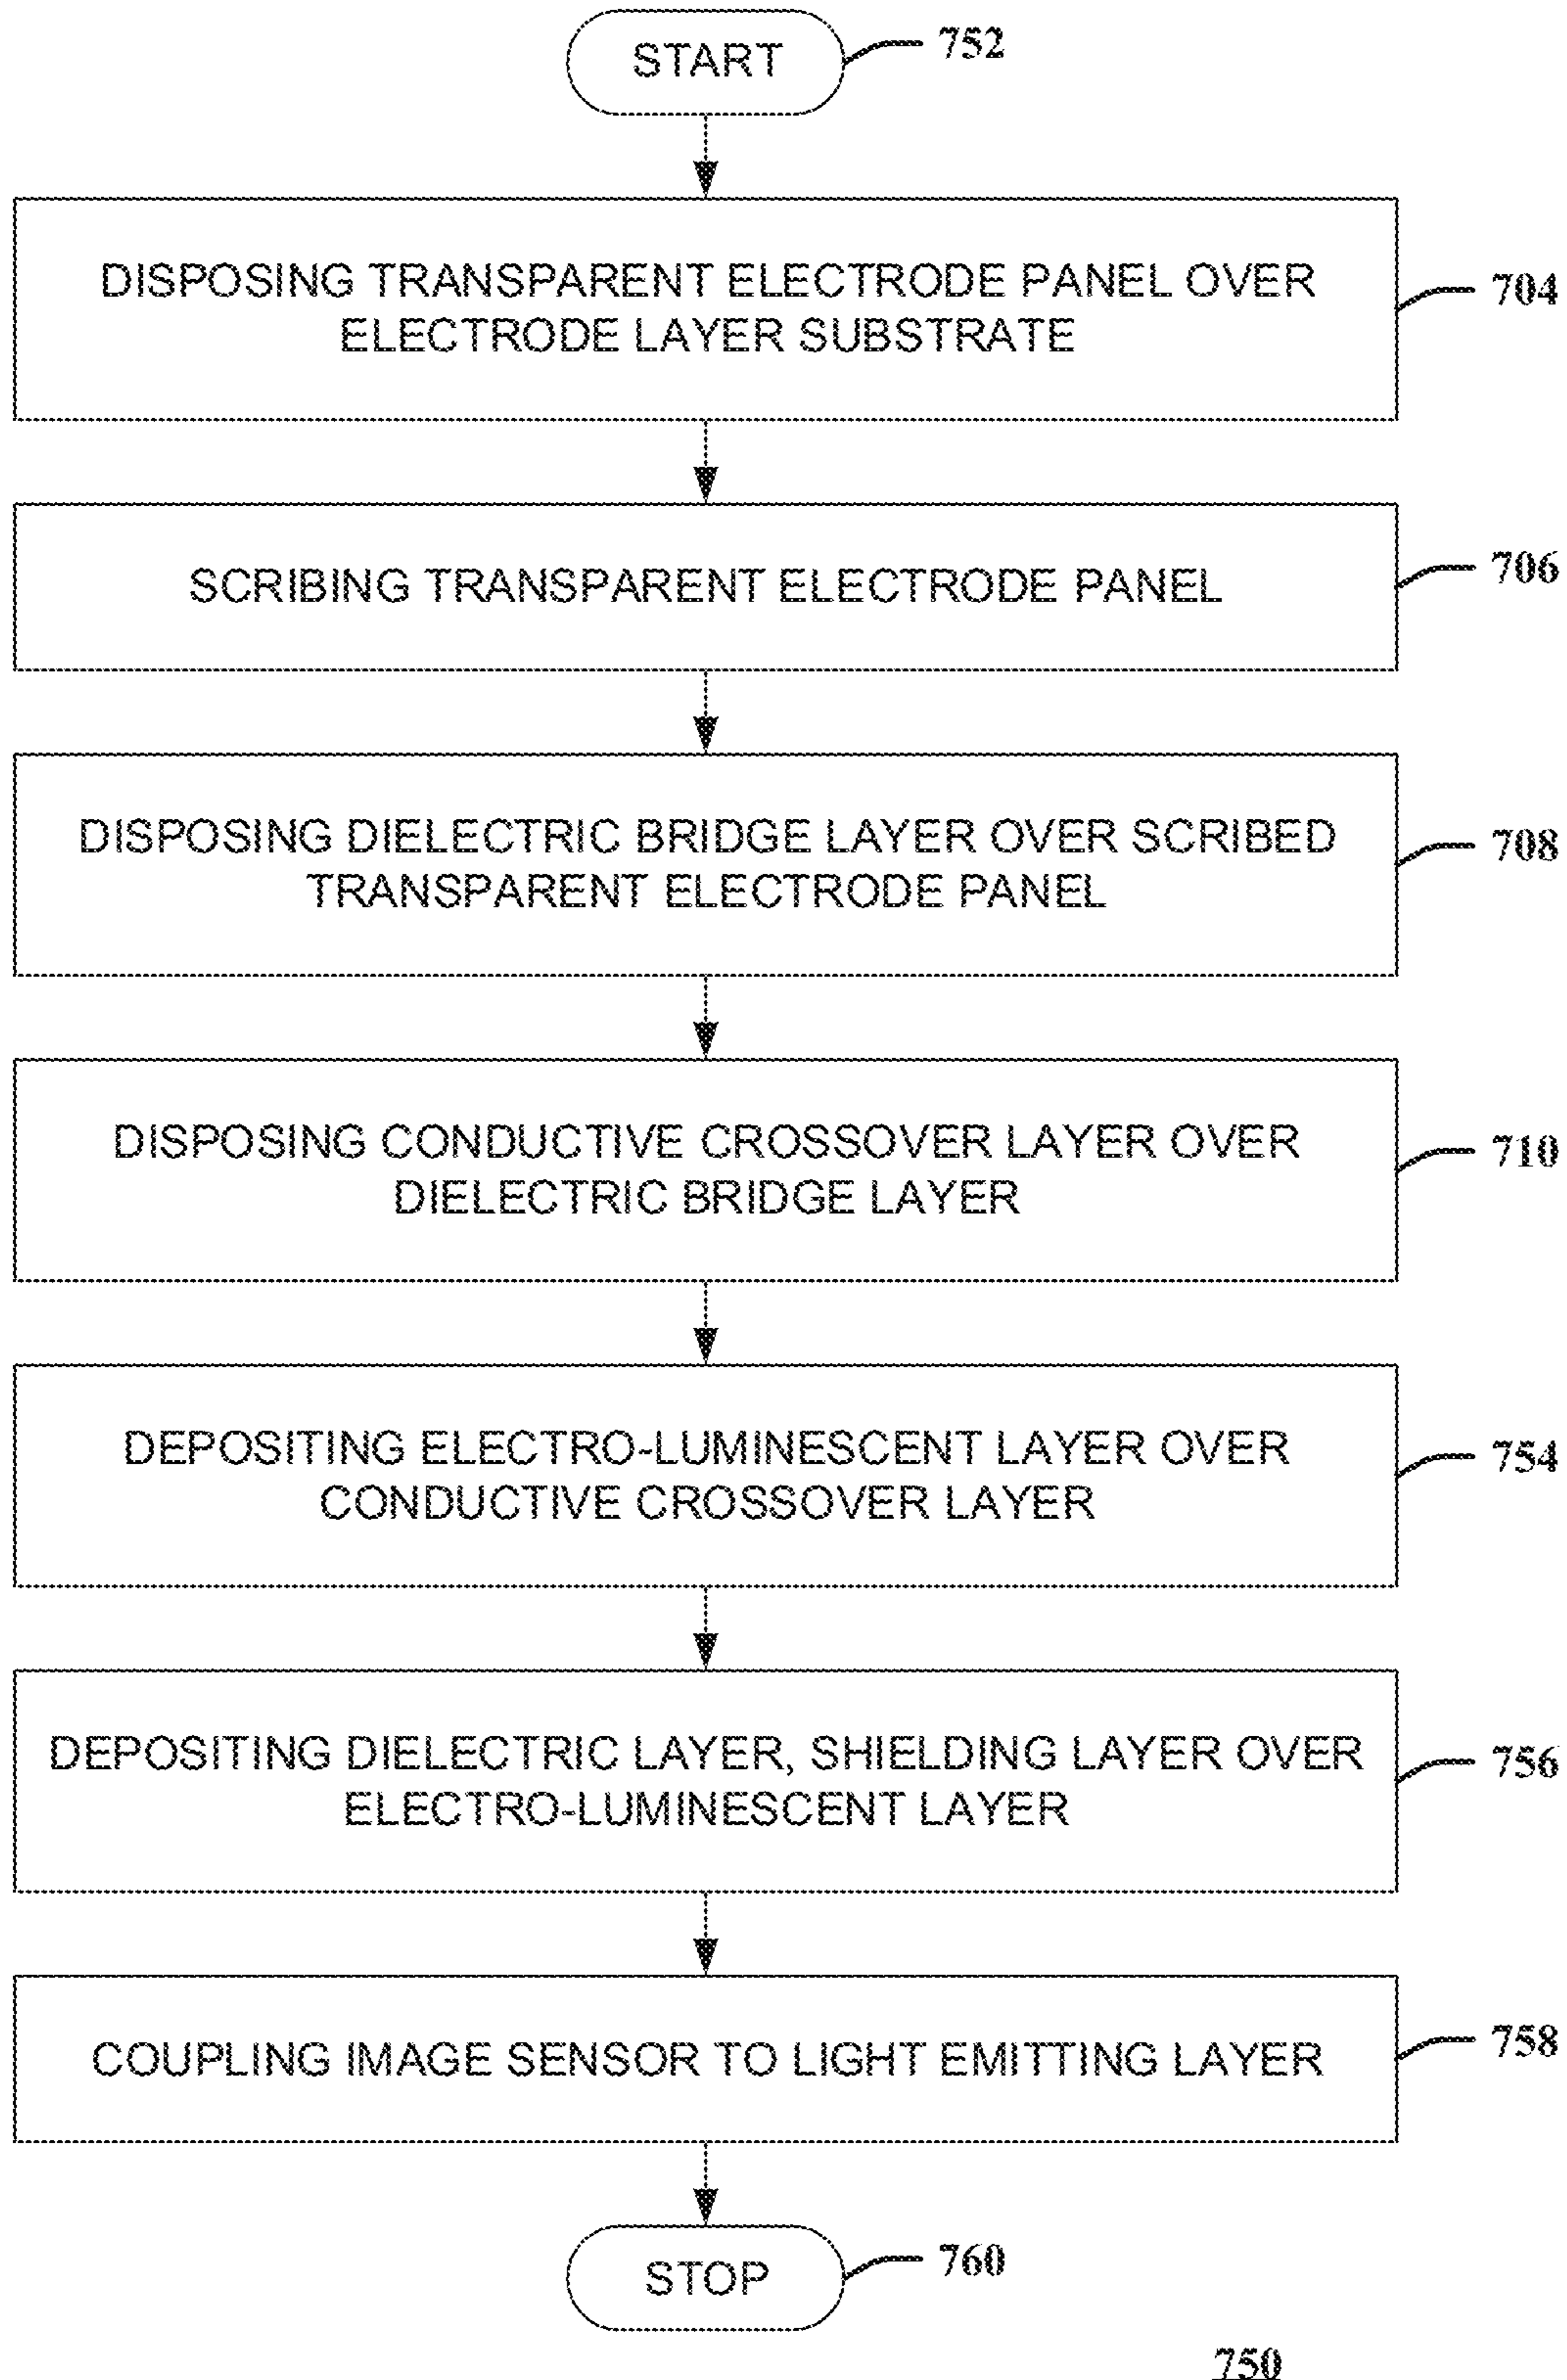 START
752
DISPOSING TRANSPARENT ELECTRODE PANEL OVER
ELECTRODE LAYER SUBSTRATE
704
SCRIBING TRANSPARENT ELECTRODE PANEL
706
DISPOSING DIELECTRIC BRIDGE LAYER OVER SCRIBED
TRANSPARENT ELECTRODE PANEL
708
DISPOSING CONDUCTIVE CROSSOVER LAYER OVER
DIELECTRIC BRIDGE LAYER
710
DEPOSITING ELECTRO-LUMINESCENT LAYER OVER
CONDUCTIVE CROSSOVER LAYER
754
DEPOSITING DIELECTRIC LAYER, SHIELDING LAYER OVER
ELECTRO-LUMINESCENT LAYER
756
COUPLING IMAGE SENSOR TO LIGHT EMITTING LAYER
758
STOP
760
750